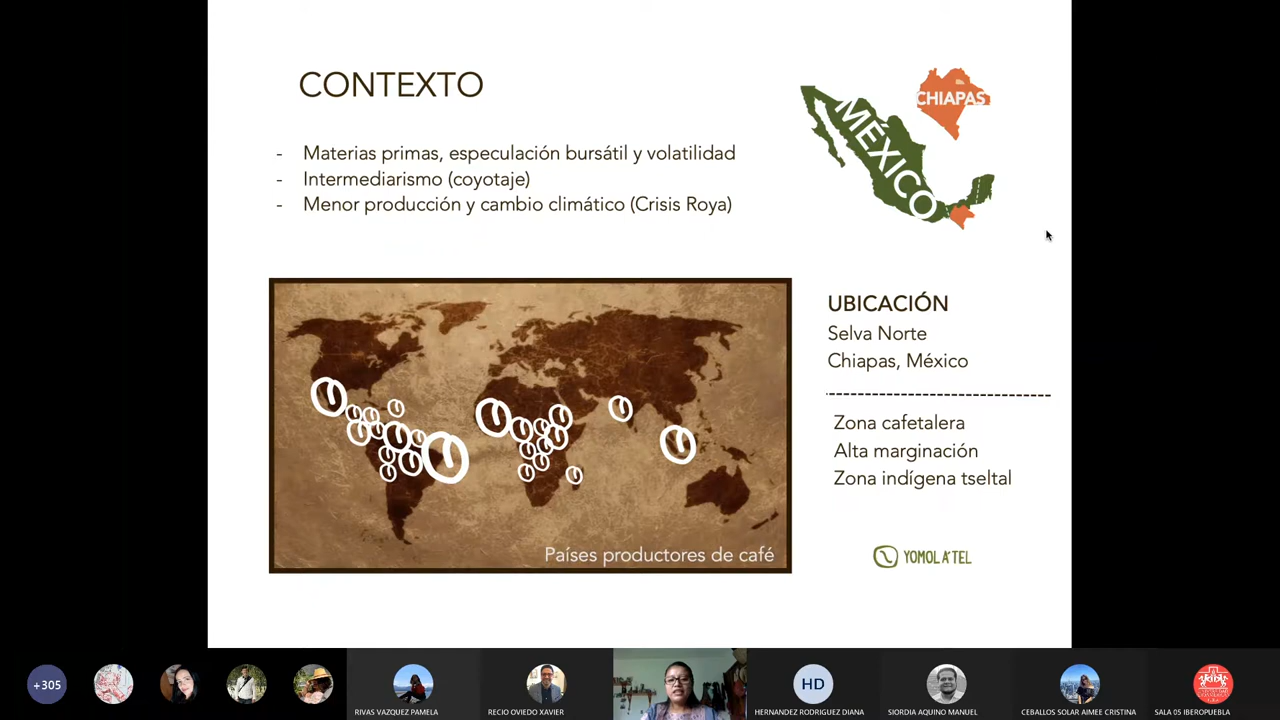 CONTEXTO
- Materias primas, especulación bursátil y volatilidad
- Intermediarismo (coyotaje)
- Menor producción y cambio climático (Crisis Roya)
CHIAPAS
MÉXICO
Países productores de café
UBICACIÓN
Selva Norte
Chiapas, México
Zona cafetalera
Alta marginación
Zona indígena tseltal
YOMOL A'TEL
+305
HD
RIVAS VAZQUEZ PAMELA
RECIO OVIEDO XAVIER
HERNANDEZ RODRIGUEZ DIANA
SIORDIA AQUINO MANUEL
CEBALLOS SOLAR AIMEE CRISTINA
SALA 05 IBEROPUEBLA